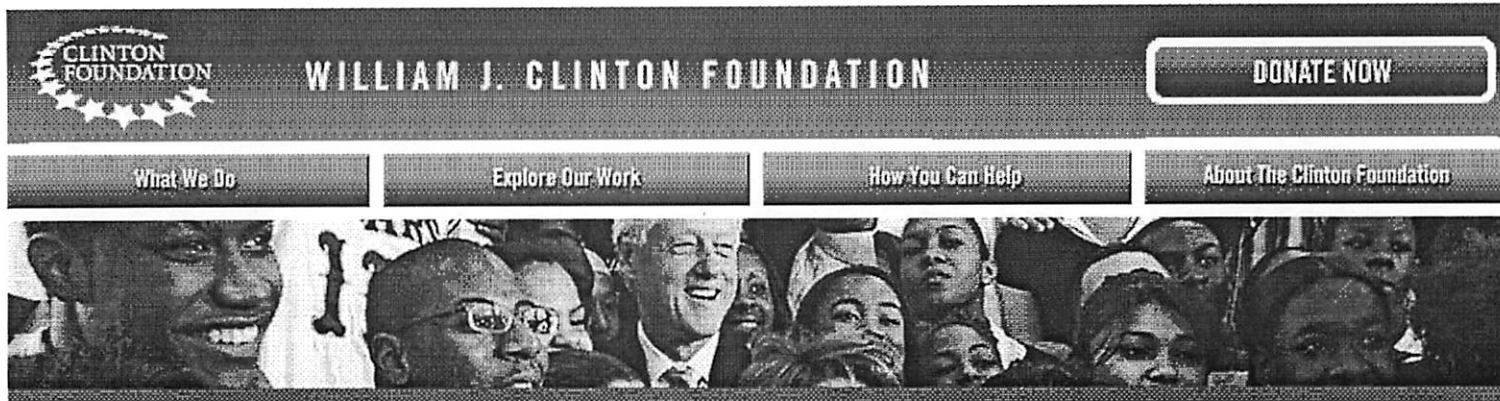 CLINTON
FOUNDATION
WILLIAM J. CLINTON FOUNDATION
DONATE NOW
What We Do
Explore Our Work
How You Can Help
About The Clinton Foundation